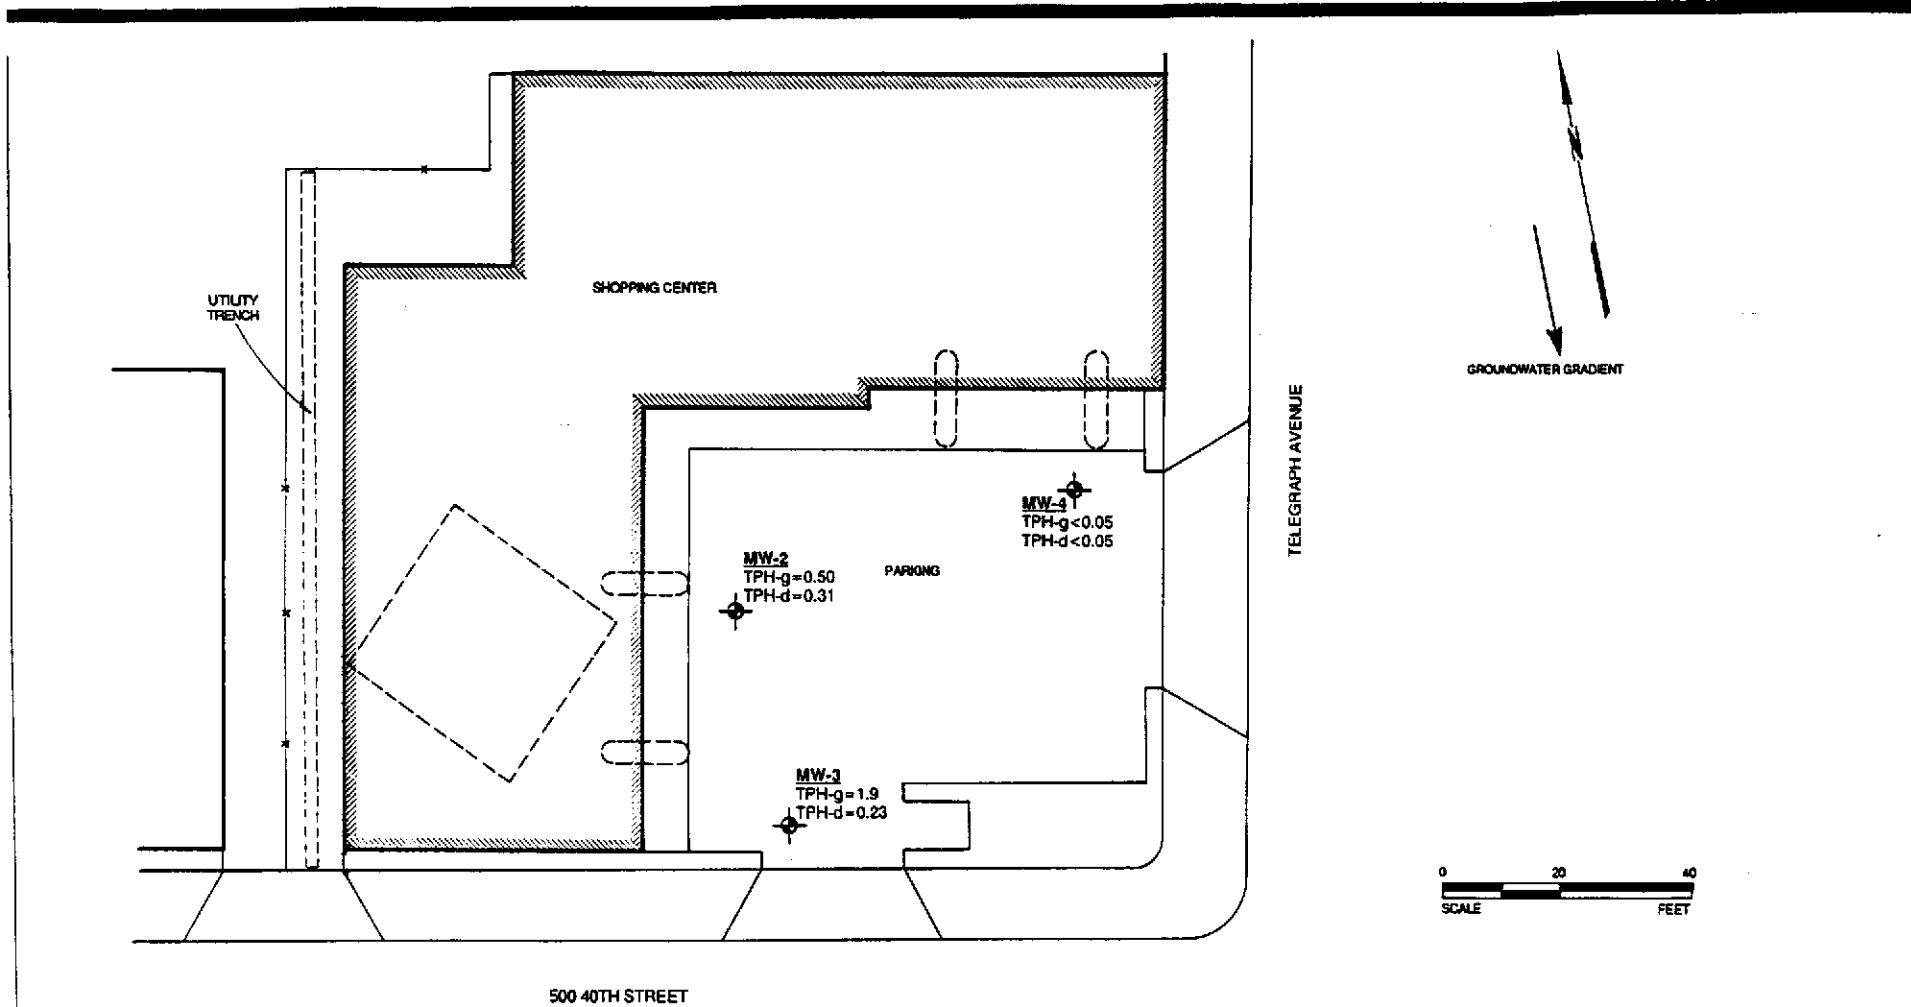 SHOPPING CENTER
UTILITY
TRENCH
GROUNDWATER GRADIENT
TELEGRAPH AVENUE
MW-4
TPH-g<0.05
TPH-d<0.05
MW-2
TPH-g=0.50
TPH-d=0.31
PARKING
MW-3
TPH-g=1.9
TPH-d=0.23
0 20 40
SCALE FEET
500 40TH STREET